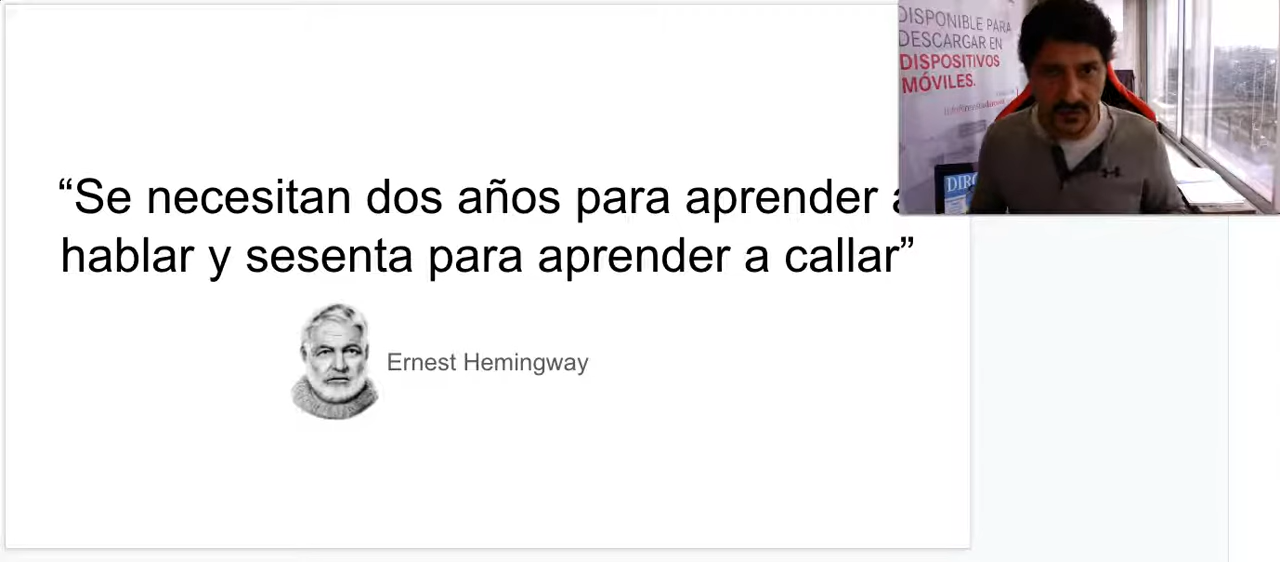 “Se necesitan dos años para aprender a
hablar y sesenta para aprender a callar”
Ernest Hemingway
DISPONIBLE PARA
DESCARGAR EN
DISPOSITIVOS
MÓVILES.